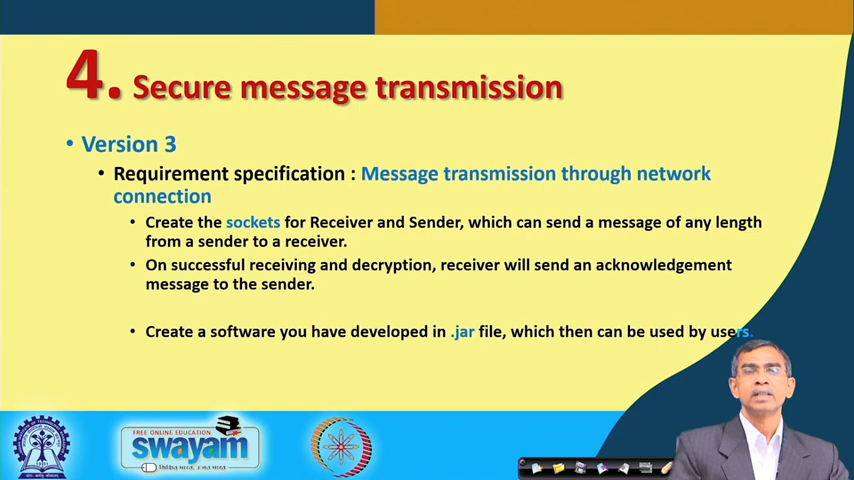 4. Secure message transmission
• Version 3
• Requirement specification : Message transmission through network
connection
• Create the sockets for Receiver and Sender, which can send a message of any length
from a sender to a receiver.
• On successful receiving and decryption, receiver will send an acknowledgement
message to the sender.
• Create a software you have developed in .jar file, which then can be used by users.
FREE ONLINE EDUCATION
swayam